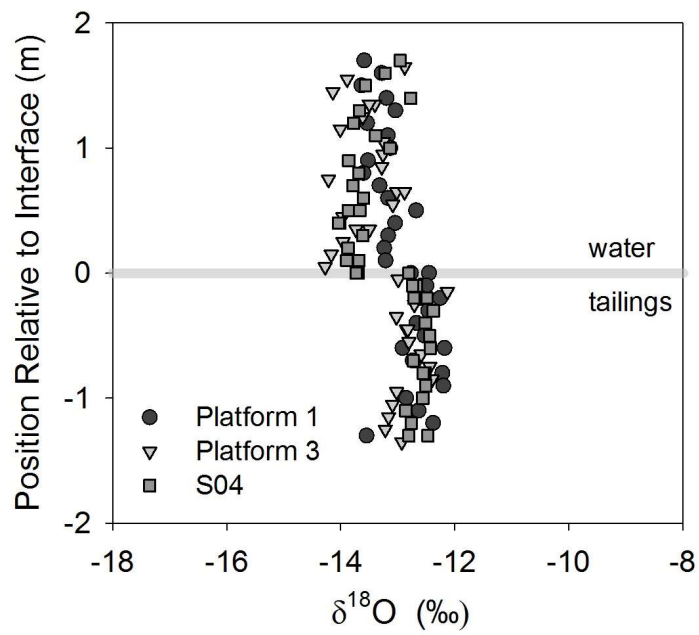 Position Relative to Interface (m)
2
1
0
-1
-2
water
tailings
Platform 1
Platform 3
S04
-18
-16
-14
-12
-10
-8
δ¹⁸O (‰)